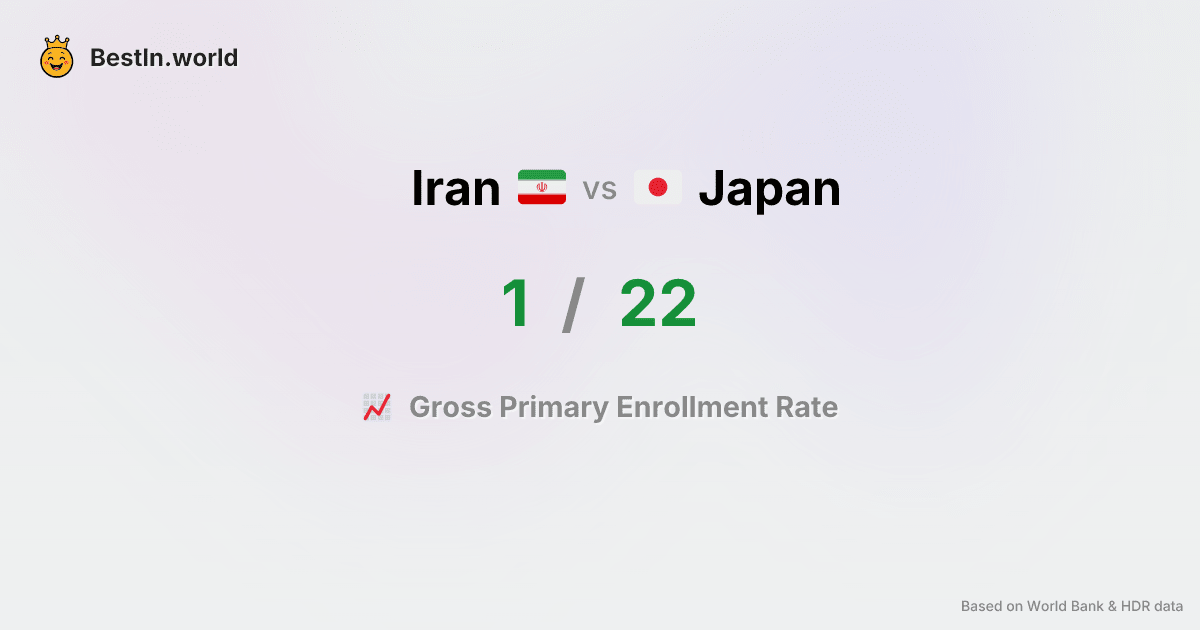 BestIn.world
Iran vs Japan
1 / 22
Gross Primary Enrollment Rate
Based on World Bank & HDR data